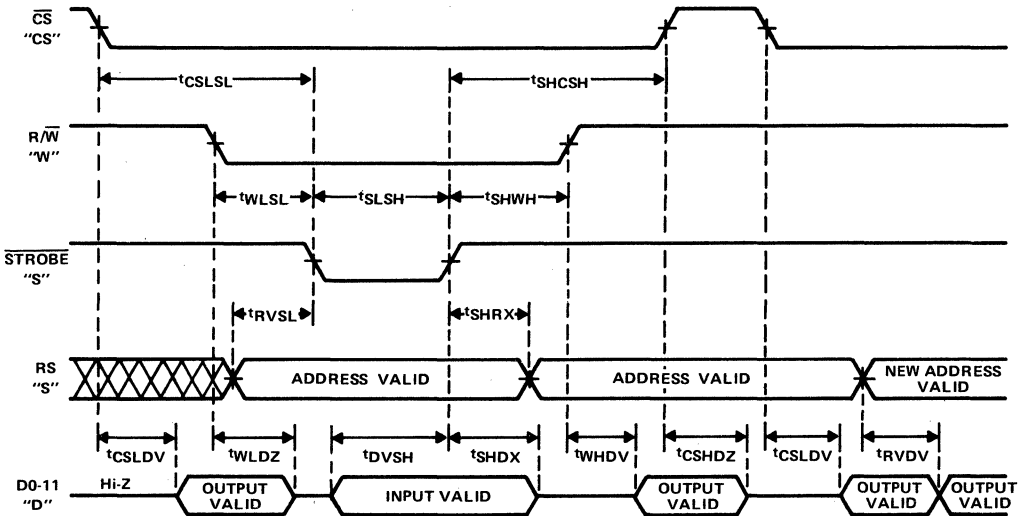 CS
"CS"
tCSLSL
tSHCSH
R/W
"W"
tWLSL
tSLSH
tSHWH
STROBE
"S"
tRVSL
tSHRX
RS
"S"
ADDRESS VALID
ADDRESS VALID
NEW ADDRESS
VALID
tCSLDV
tWLDZ
tDVSH
tSHDX
tWHDV
tCSHDZ
tCSLDV
tRVDV
D0-11
"D"
Hi-Z
OUTPUT
VALID
INPUT VALID
OUTPUT
VALID
OUTPUT
VALID
OUTPUT
VALID